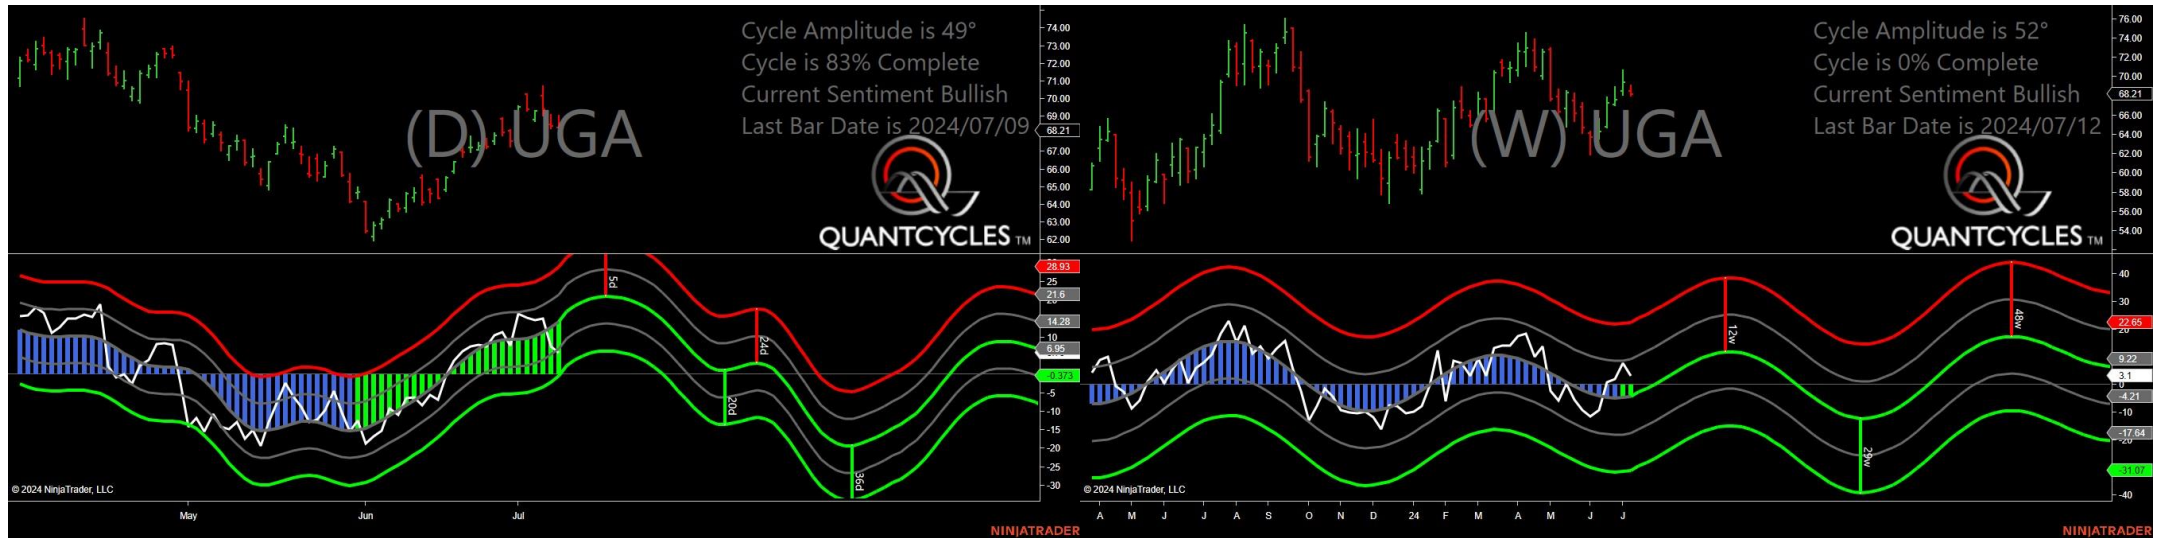 Cycle Amplitude is 49°
Cycle is 83% Complete
Current Sentiment Bullish
Last Bar Date is 2024/07/09
(D) UGA
QUANTCYCLES TM
74.00
73.00
72.00
71.00
70.00
69.00
68.21
67.00
66.00
65.00
64.00
63.00
62.00
28.93
25
21.6
14.28
10
6.95
-0.373
-5
-10
-15
-20
-25
-30
5d
20d
24d
36d
© 2024 NinjaTrader, LLC
May Jun Jul
NINJATRADER
Cycle Amplitude is 52°
Cycle is 0% Complete
Current Sentiment Bullish
Last Bar Date is 2024/07/12
(W) UGA
QUANTCYCLES TM
76.00
74.00
72.00
70.00
68.21
66.00
64.00
62.00
60.00
58.00
56.00
54.00
40
30
22.65
9.22
3.1
0
-4.21
-10
-17.64
-31.07
-40
12w
29w
48w
© 2024 NinjaTrader, LLC
A M J J A S O N D 24 F M A M J J
NINJATRADER